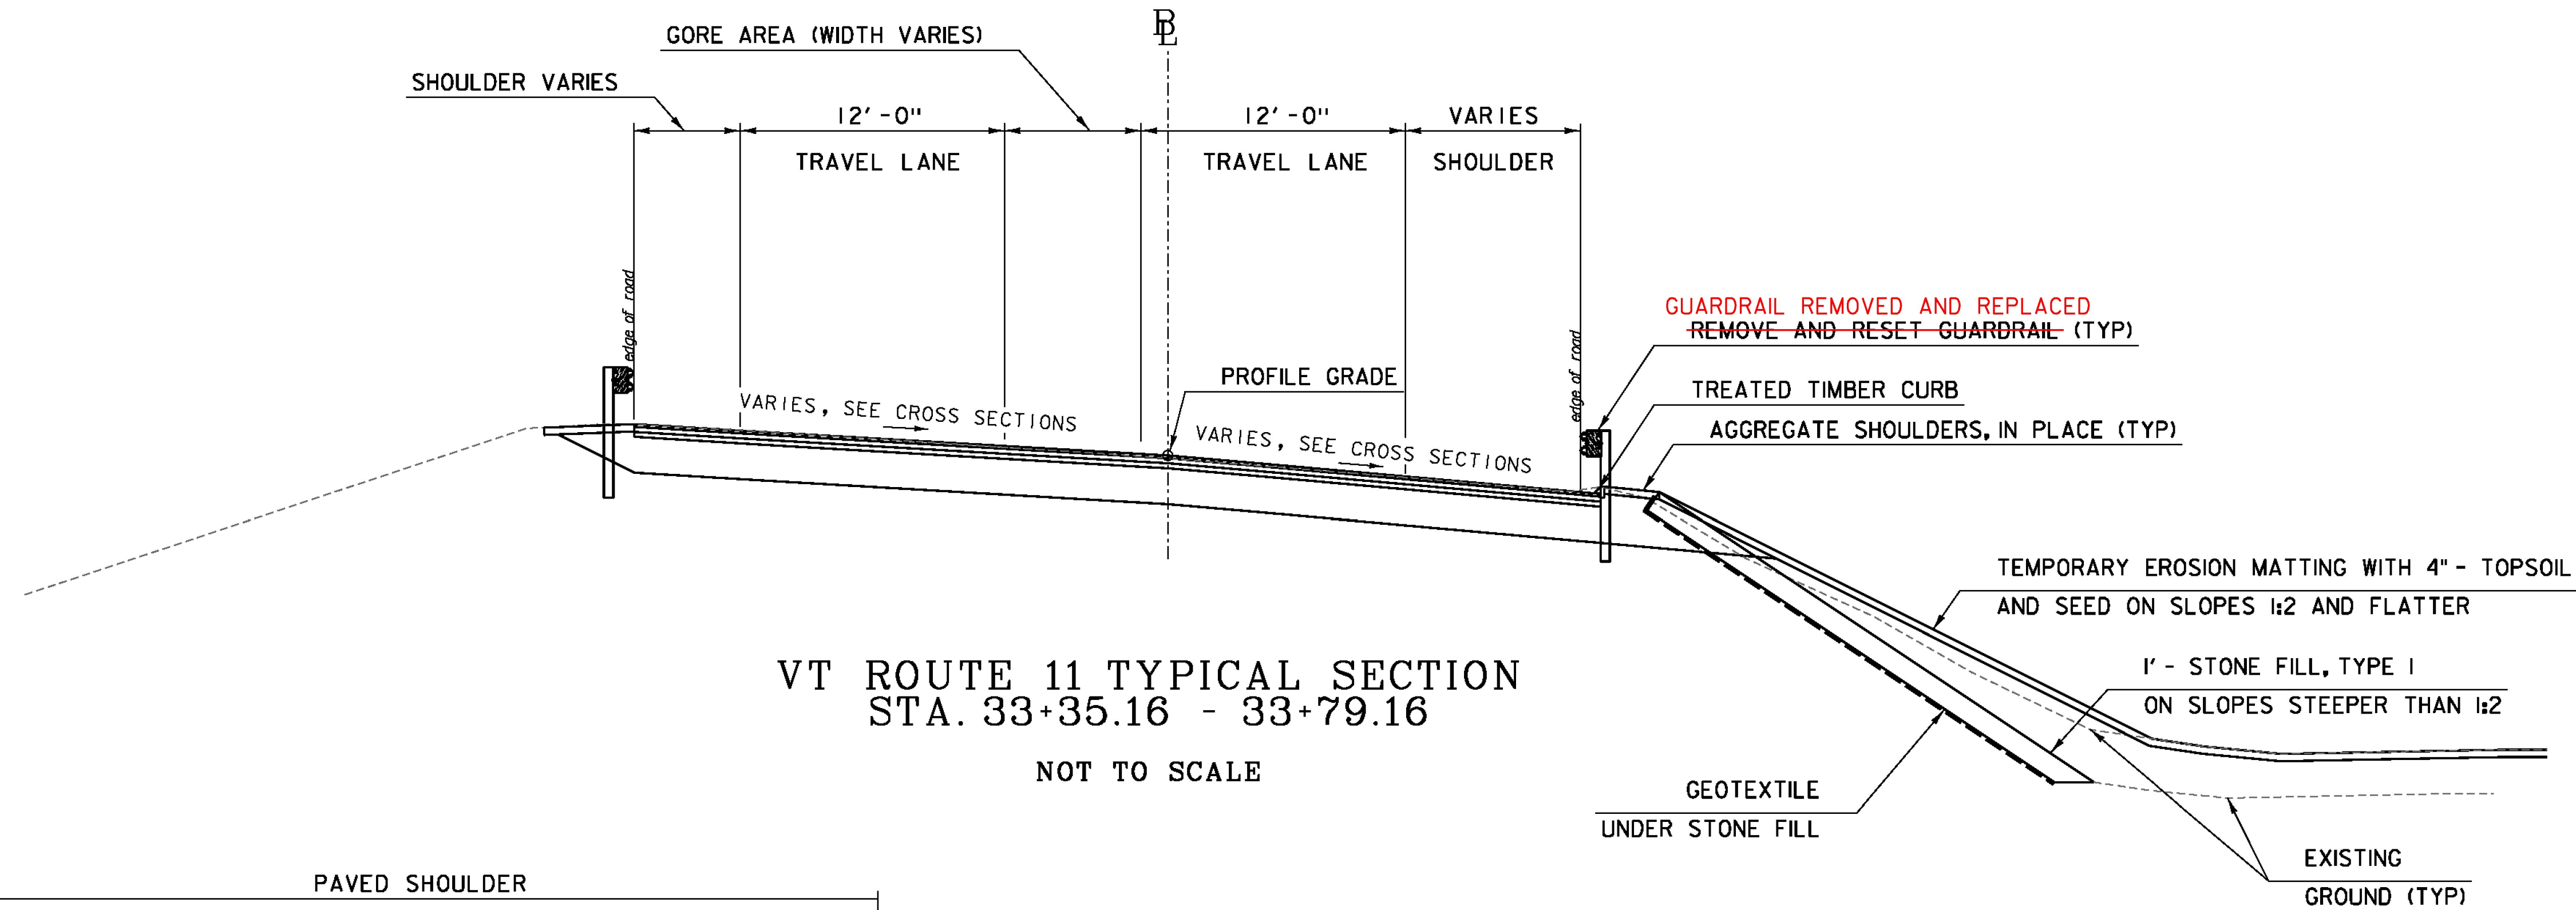 BL
GORE AREA (WIDTH VARIES)
SHOULDER VARIES
12'-0"
12'-0"
VARIES
TRAVEL LANE
TRAVEL LANE
SHOULDER
edge of road
edge of road
GUARDRAIL REMOVED AND REPLACED
REMOVE AND RESET GUARDRAIL (TYP)
PROFILE GRADE
TREATED TIMBER CURB
VARIES, SEE CROSS SECTIONS
VARIES, SEE CROSS SECTIONS
AGGREGATE SHOULDERS, IN PLACE (TYP)
TEMPORARY EROSION MATTING WITH 4" - TOPSOIL
AND SEED ON SLOPES 1:2 AND FLATTER
VT ROUTE 11 TYPICAL SECTION
STA. 33+35.16 - 33+79.16
NOT TO SCALE
1' - STONE FILL, TYPE I
ON SLOPES STEEPER THAN 1:2
GEOTEXTILE
UNDER STONE FILL
EXISTING
GROUND (TYP)
PAVED SHOULDER